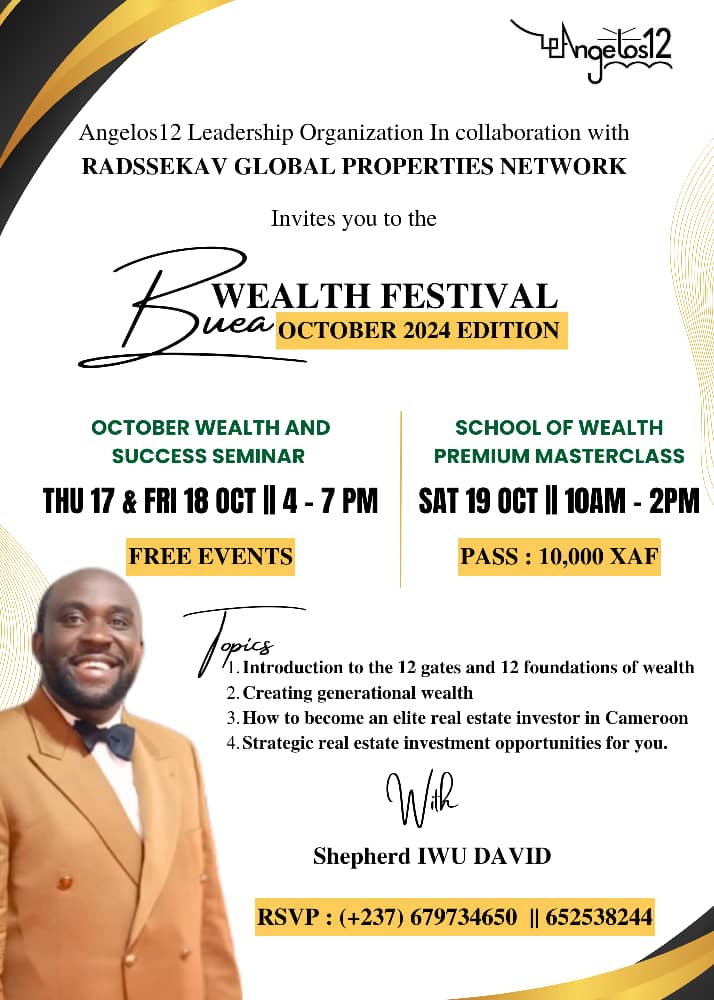 Angelos12
Angelos12 Leadership Organization In collaboration with
RADSSEKAV GLOBAL PROPERTIES NETWORK
Invites you to the
Buea WEALTH FESTIVAL
OCTOBER 2024 EDITION
OCTOBER WEALTH AND
SUCCESS SEMINAR
THU 17 & FRI 18 OCT || 4 - 7 PM
FREE EVENTS
SCHOOL OF WEALTH
PREMIUM MASTERCLASS
SAT 19 OCT || 10AM - 2PM
PASS : 10,000 XAF
Topics
1. Introduction to the 12 gates and 12 foundations of wealth
2. Creating generational wealth
3. How to become an elite real estate investor in Cameroon
4. Strategic real estate investment opportunities for you.
With
Shepherd IWU DAVID
RSVP : (+237) 679734650 || 652538244